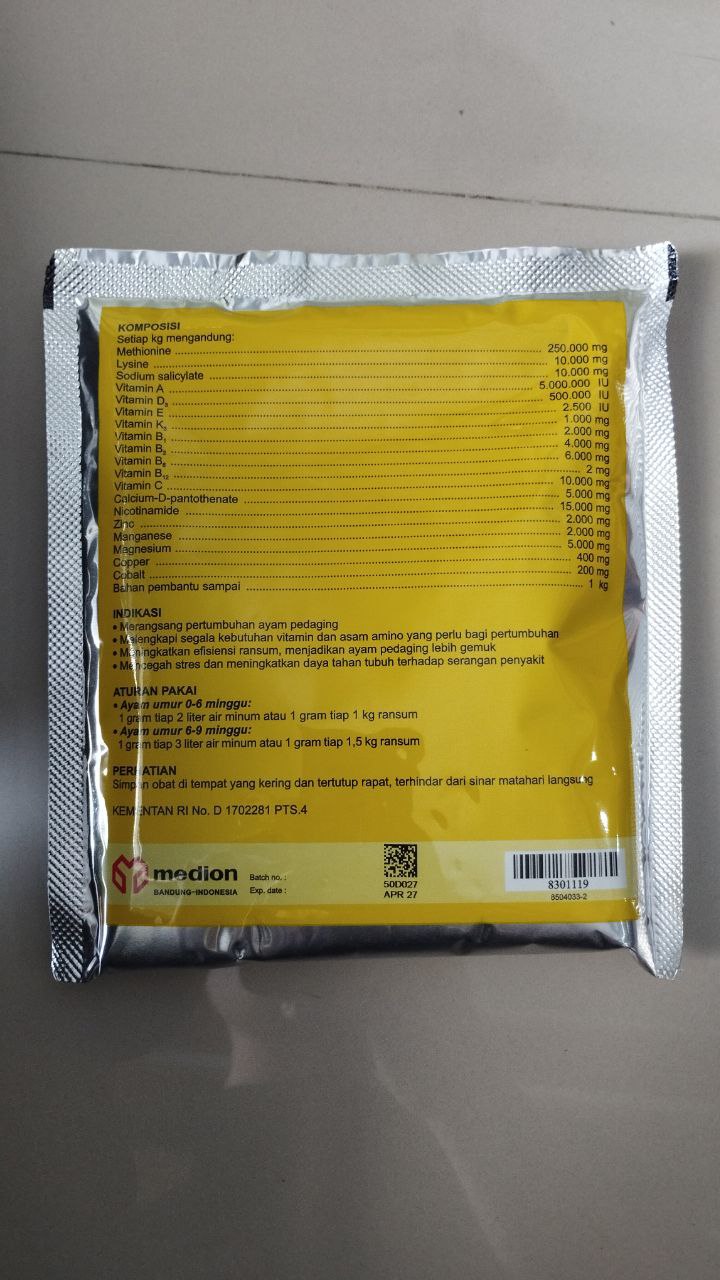 KOMPOSISI
Setiap kg mengandung:
Methionine ........ 250.000 mg
Lysine ........ 10.000 mg
Sodium salicylate ........ 10.000 mg
Vitamin A ........ 5.000.000 IU
Vitamin D₃ ........ 500.000 IU
Vitamin E ........ 2.500 IU
Vitamin K₃ ........ 1.000 mg
Vitamin B₁ ........ 2.000 mg
Vitamin B₂ ........ 4.000 mg
Vitamin B₆ ........ 6.000 mg
Vitamin B₁₂ ........ 2 mg
Vitamin C ........ 10.000 mg
Calcium-D-pantothenate ........ 5.000 mg
Nicotinamide ........ 15.000 mg
Zinc ........ 2.000 mg
Manganese ........ 2.000 mg
Magnesium ........ 5.000 mg
Copper ........ 400 mg
Cobalt ........ 200 mg
Bahan pembantu sampai ........ 1 kg
INDIKASI
• Merangsang pertumbuhan ayam pedaging
• Melengkapi segala kebutuhan vitamin dan asam amino yang perlu bagi pertumbuhan
• Meningkatkan efisiensi ransum, menjadikan ayam pedaging lebih gemuk
• Mencegah stres dan meningkatkan daya tahan tubuh terhadap serangan penyakit
ATURAN PAKAI
• Ayam umur 0-6 minggu:
1 gram tiap 2 liter air minum atau 1 gram tiap 1 kg ransum
• Ayam umur 6-9 minggu:
1 gram tiap 3 liter air minum atau 1 gram tiap 1,5 kg ransum
PERHATIAN
Simpan obat di tempat yang kering dan tertutup rapat, terhindar dari sinar matahari langsung
KEMENTAN RI No. D 1702281 PTS.4
medion
BANDUNG-INDONESIA
Batch no. :
Exp. date :
50D027
APR 27
8301119
8504033-2